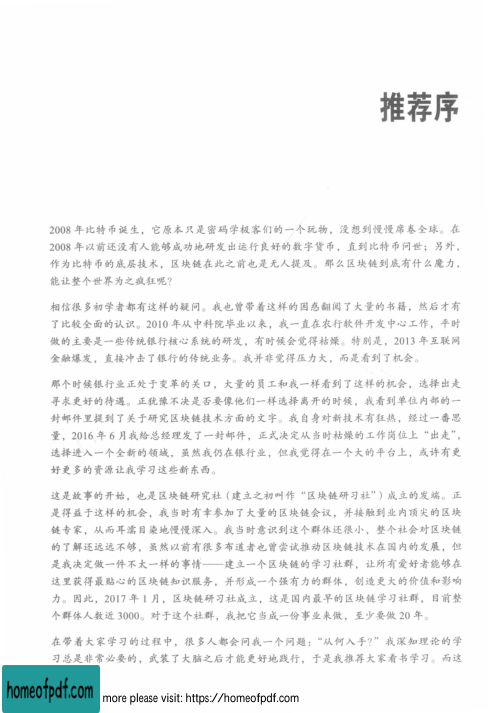 推荐序
2008 年比特币诞生，它原本只是密码学极客们的一个玩物，没想到慢慢席卷全球。在
2008 年以前还没有人能够成功地研发出运行良好的数字货币，直到比特币问世；另外，
作为比特币的底层技术，区块链在此之前也是无人提及。那么区块链到底有什么魔力，
能让整个世界为之疯狂呢?
相信很多初学者都有这样的疑问。我也曾带着这样的困惑翻阅了大量的书籍，然后才有
了比较全面的认识。2010 年从中科院毕业以来，我一直在农行软件开发中心工作，平时
做的主要是一些传统银行核心系统的研发，有时候会觉得枯燥。特别是，2013 年互联网
金融爆发，直接冲击了银行的传统业务。我并非觉得压力大，而是看到了机会。
那个时候银行业正处于变革的关口，大量的员工和我一样看到了这样的机会，选择出走
寻求更好的待遇。正犹豫不决是否要像他们一样选择离开的时候，我看到单位内部的一
封邮件里提到了关于研究区块链技术方面的文字。我自身对新技术有狂热，经过一番思
量，2016 年 6 月我给总经理发了一封邮件，正式决定从当时枯燥的工作岗位上“出走”，
选择进入一个全新的领域，虽然我仍在银行业，但我觉得在一个大的平台上，或许有更
好更多的资源让我学习这些新东西。
这是故事的开始，也是区块链研究社（建立之初叫作“区块链研习社”）成立的发端。正
是得益于这样的机会，我当时有幸参加了大量的区块链会议，并接触到业内顶尖的区块
链专家，从而耳濡目染地慢慢深入。我当时意识到这个群体还很小，整个社会对区块链
的了解还远远不够，虽然以前有很多布道者也曾尝试推动区块链技术在国内的发展，但
是我决定做一件不太一样的事情——建立一个区块链的学习社群，让所有爱好者能够在
这里获得最贴心的区块链知识服务，并形成一个强有力的群体，创造更大的价值和影响
力。因此，2017 年 1 月，区块链研习社成立，这是国内最早的区块链学习社群，目前整
个群体人数近 3000。对于这个社群，我把它当成一份事业来做，至少要做 20 年。
在带着大家学习的过程中，很多人都会问我一个问题：“从何入手?”我深知理论的学
习总是非常必要的，武装了大脑之后才能更好地践行，于是我推荐大家看书学习。而这
homeofpdf.com
more please visit: https://homeofpdf.com